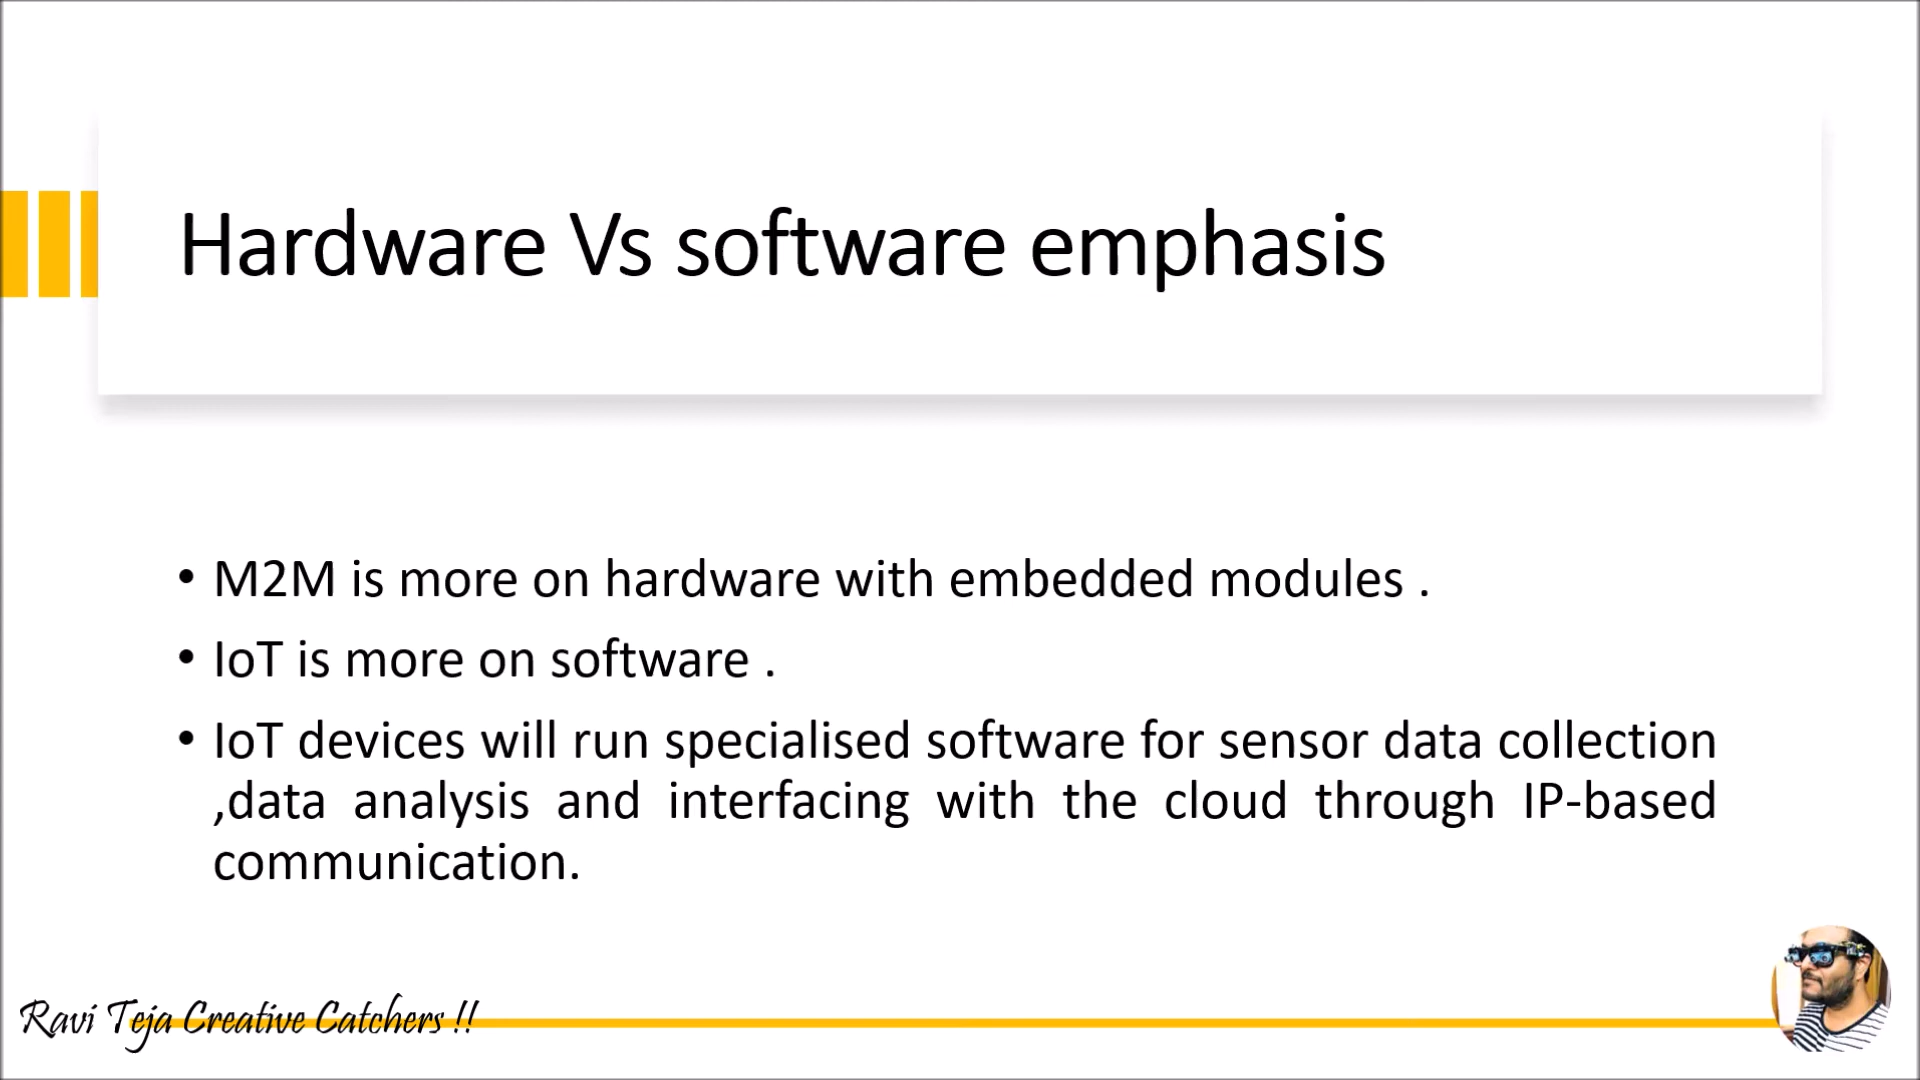 Hardware Vs software emphasis
• M2M is more on hardware with embedded modules .
• IoT is more on software .
• IoT devices will run specialised software for sensor data collection
,data analysis and interfacing with the cloud through IP-based
communication.
Ravi Teja Creative Catchers !!